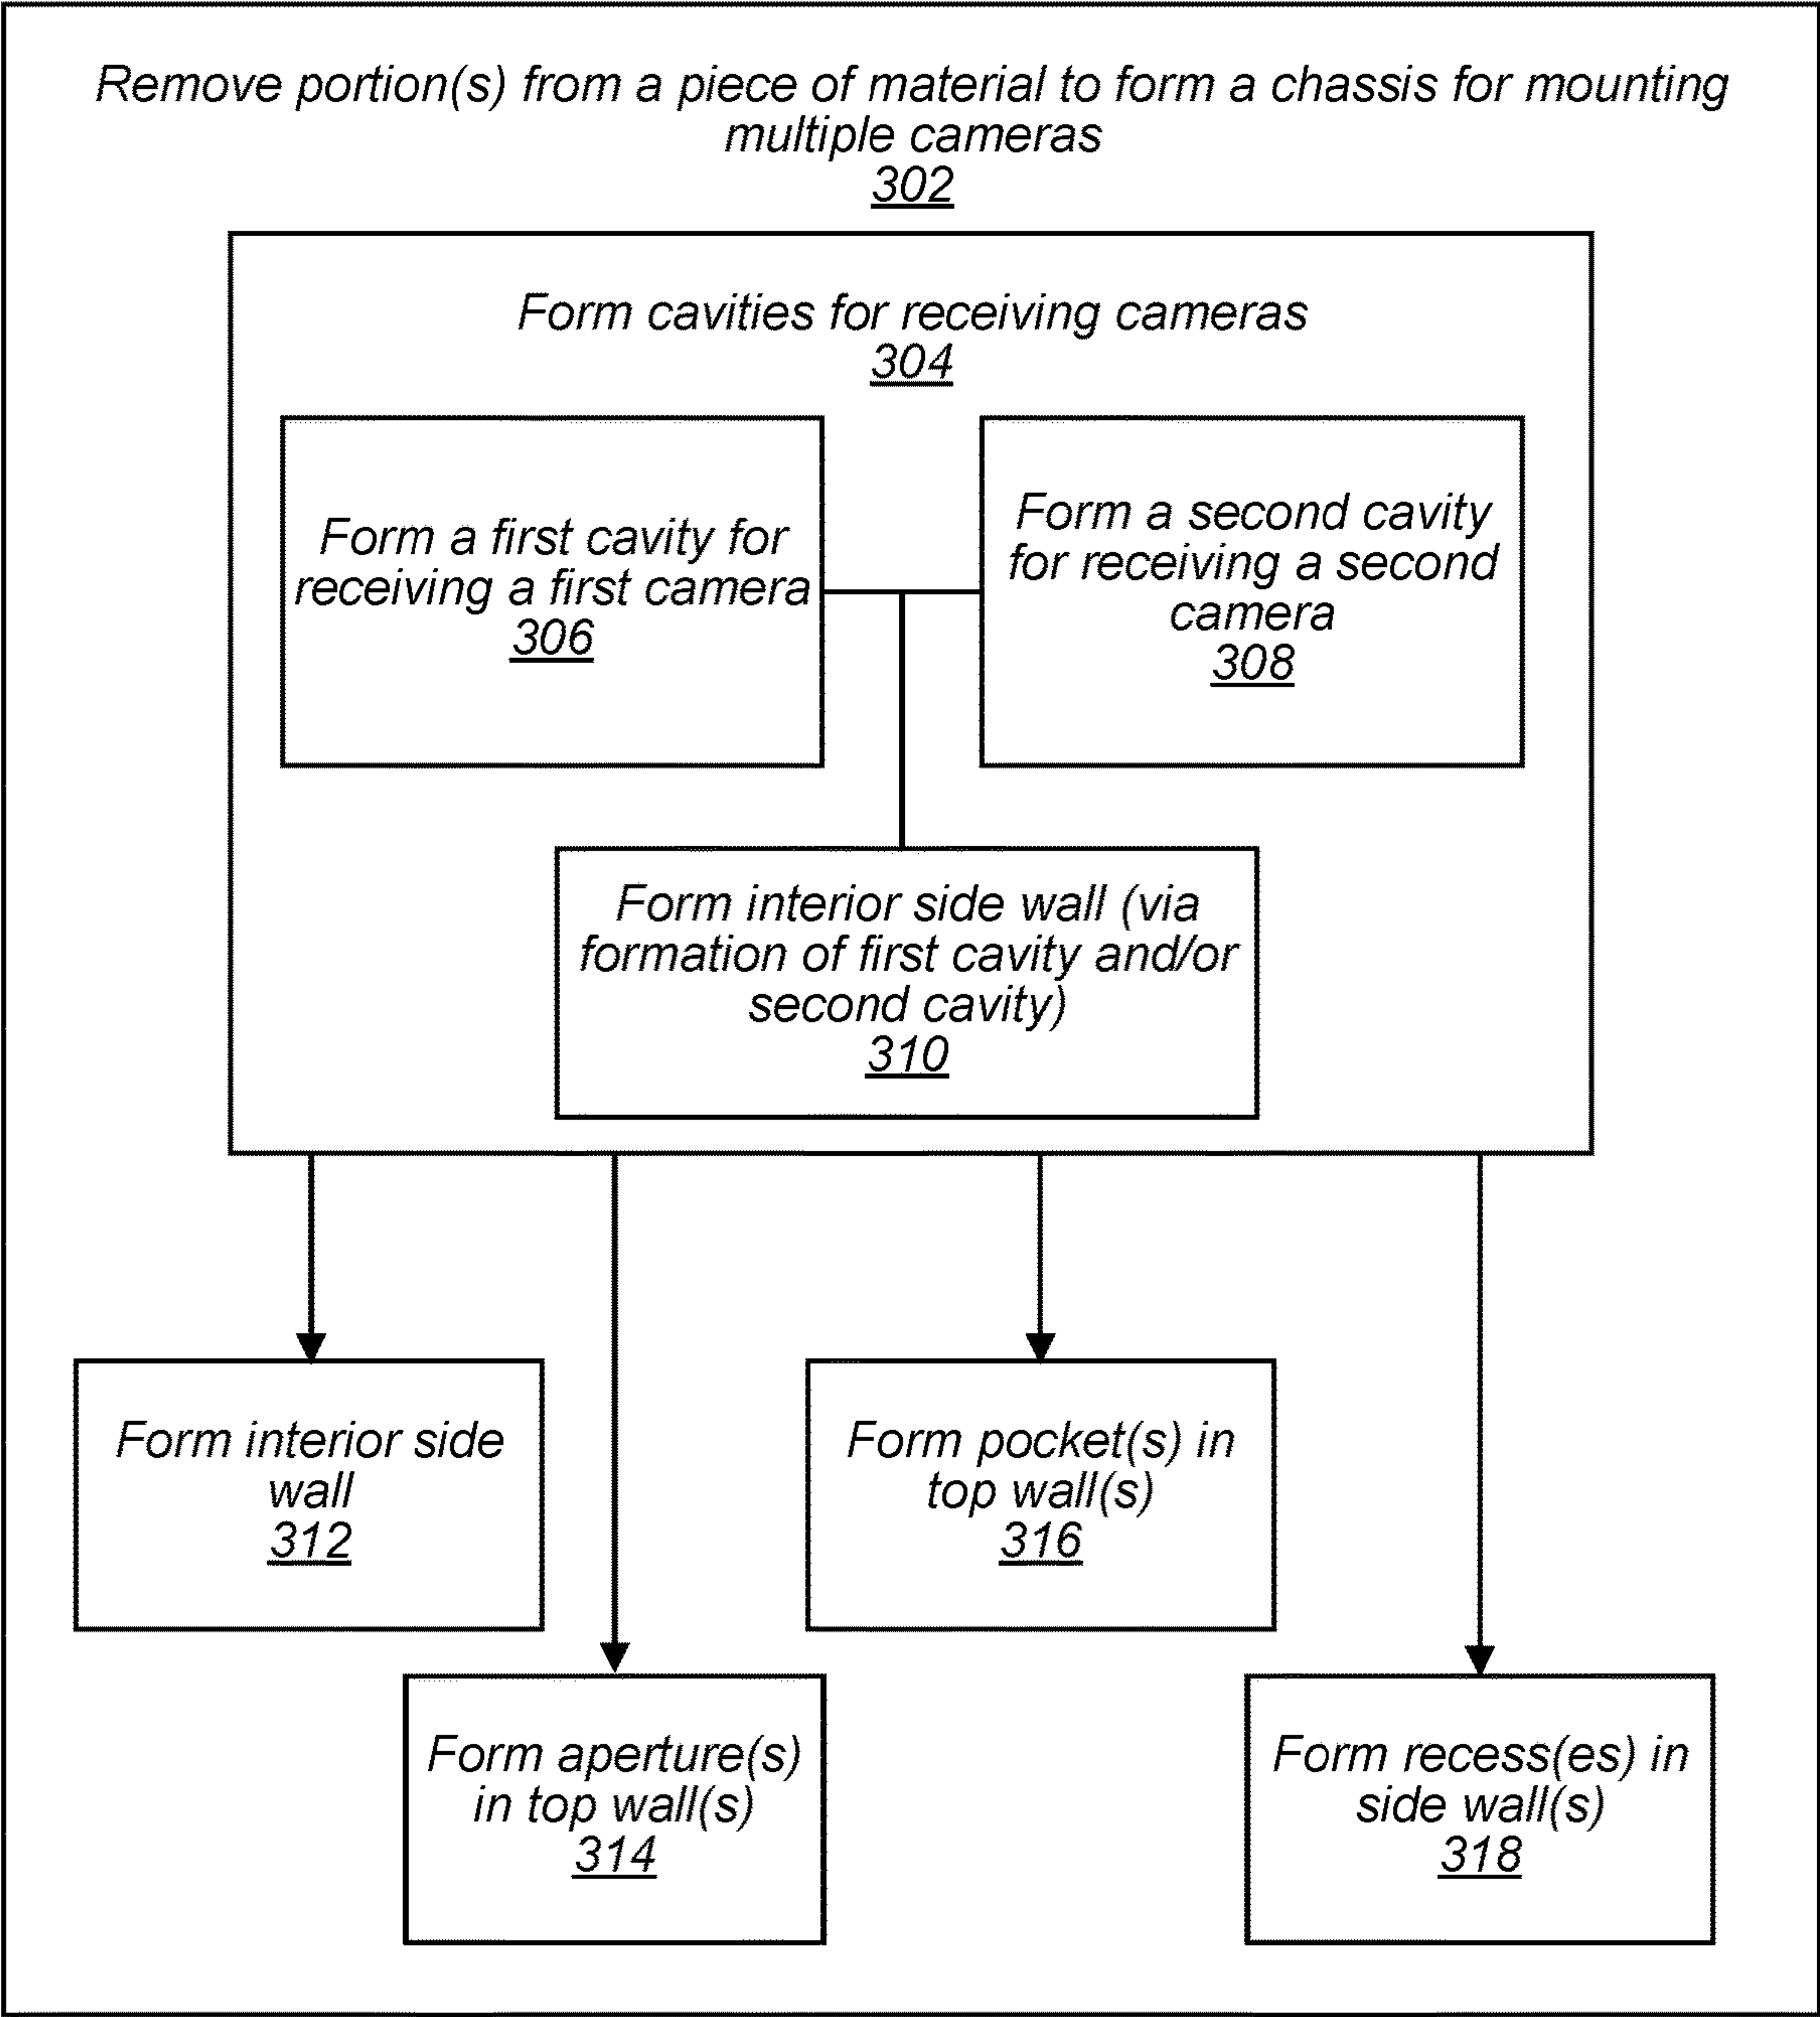 Remove portion(s) from a piece of material to form a chassis for mounting
multiple cameras
302
Form cavities for receiving cameras
304
Form a first cavity for
receiving a first camera
306
Form a second cavity
for receiving a second
camera
308
Form interior side wall (via
formation of first cavity and/or
second cavity)
310
Form interior side
wall
312
Form pocket(s) in
top wall(s)
316
Form aperture(s)
in top wall(s)
314
Form recess(es) in
side wall(s)
318